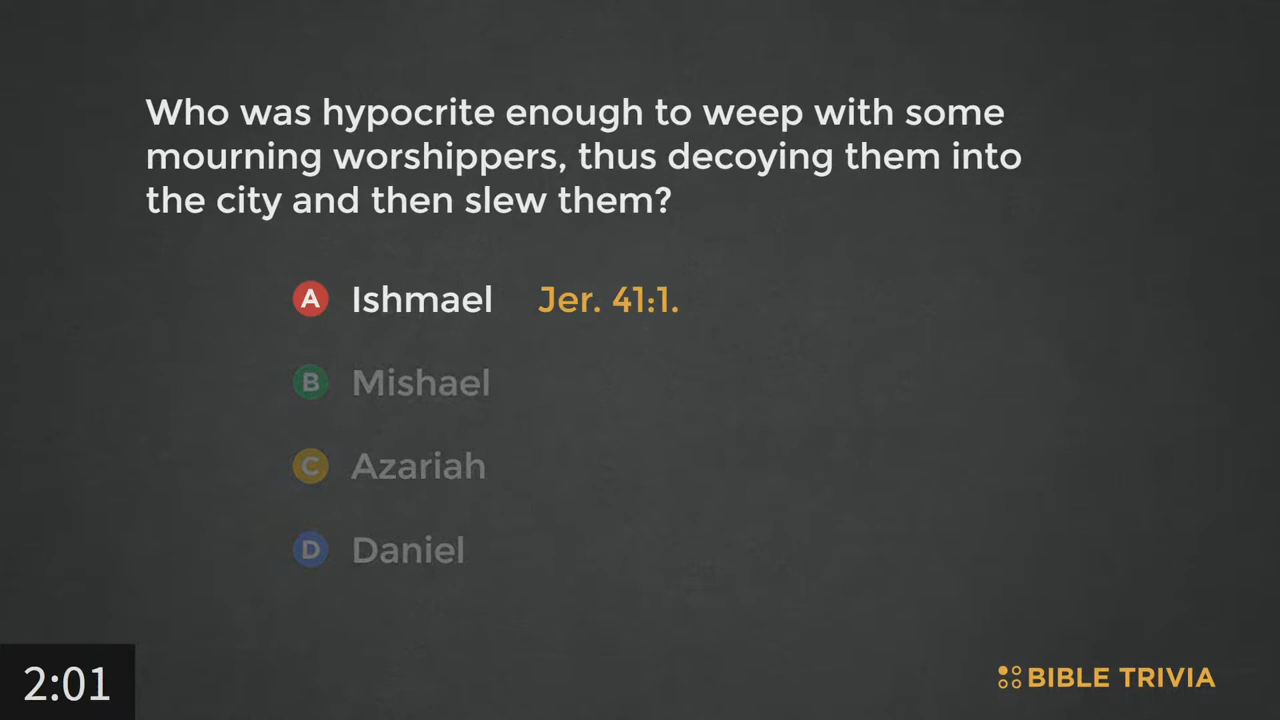 Who was hypocrite enough to weep with some
mourning worshippers, thus decoying them into
the city and then slew them?
A Ishmael Jer. 41:1.
B Mishael
C Azariah
D Daniel
2:01
BIBLE TRIVIA